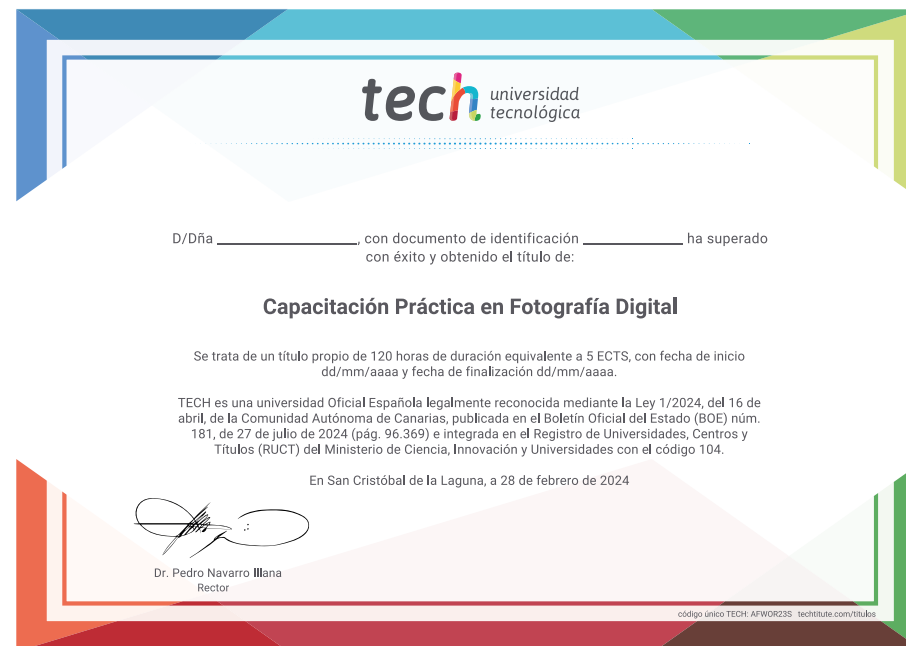 tech universidad
tecnológica
D/Dña ____________, con documento de identificación ____________ ha superado
con éxito y obtenido el título de:
Capacitación Práctica en Fotografía Digital
Se trata de un título propio de 120 horas de duración equivalente a 5 ECTS, con fecha de inicio
dd/mm/aaaa y fecha de finalización dd/mm/aaaa.
TECH es una universidad Oficial Española legalmente reconocida mediante la Ley 1/2024, del 16 de
abril, de la Comunidad Autónoma de Canarias, publicada en el Boletín Oficial del Estado (BOE) núm.
181, de 27 de julio de 2024 (pág. 96.369) e integrada en el Registro de Universidades, Centros y
Títulos (RUCT) del Ministerio de Ciencia, Innovación y Universidades con el código 104.
En San Cristóbal de la Laguna, a 28 de febrero de 2024
Dr. Pedro Navarro Illana
Rector
código único TECH: AFWOR23S techtitute.com/titulos